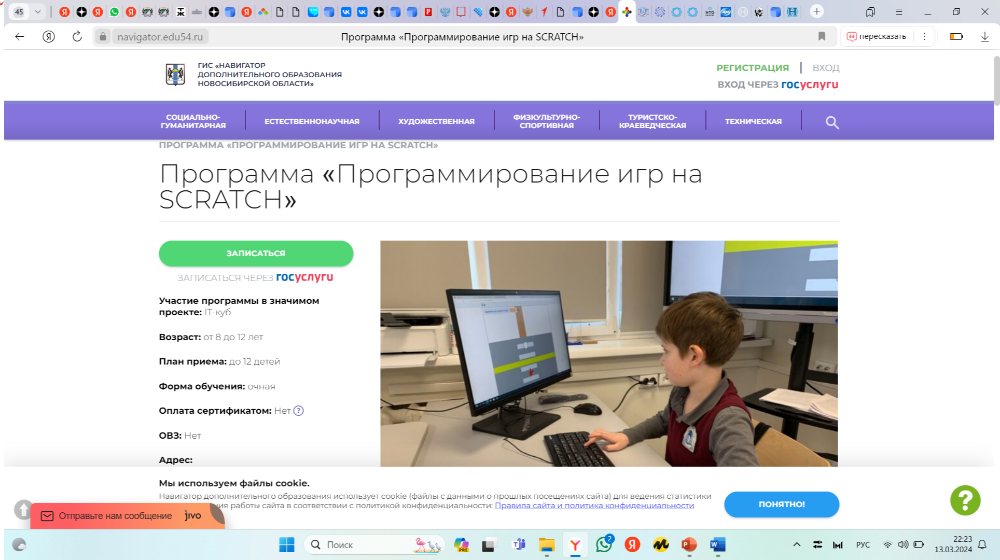 45
navigator.edu54.ru
Программа «Программирование игр на SCRATCH»
пересказать
ГИС «НАВИГАТОР
ДОПОЛНИТЕЛЬНОГО ОБРАЗОВАНИЯ
НОВОСИБИРСКОЙ ОБЛАСТИ»
РЕГИСТРАЦИЯ | ВХОД
ВХОД ЧЕРЕЗ госуслуги
СОЦИАЛЬНО-
ГУМАНИТАРНАЯ
ЕСТЕСТВЕННОНАУЧНАЯ
ХУДОЖЕСТВЕННАЯ
ФИЗКУЛЬТУРНО-
СПОРТИВНАЯ
ТУРИСТСКО-
КРАЕВЕДЧЕСКАЯ
ТЕХНИЧЕСКАЯ
ПРОГРАММА «ПРОГРАММИРОВАНИЕ ИГР НА SCRATCH»
Программа «Программирование игр на
SCRATCH»
ЗАПИСАТЬСЯ
ЗАПИСАТЬСЯ ЧЕРЕЗ госуслуги
Участие программы в значимом
проекте: IT-куб
Возраст: от 8 до 12 лет
План приема: до 12 детей
Форма обучения: очная
Оплата сертификатом: Нет ?
ОВЗ: Нет
Адрес:
Мы используем файлы cookie.
Навигатор дополнительного образования использует cookie (файлы с данными о прошлых посещениях сайта) для ведения статистики
ия работы сайта в соответствии с политикой конфиденциальности: Правила сайта и политика конфиденциальности
ПОНЯТНО!
?
Отправьте нам сообщение jivo
Поиск
PRE
2
РУС
22:23
13.03.2024